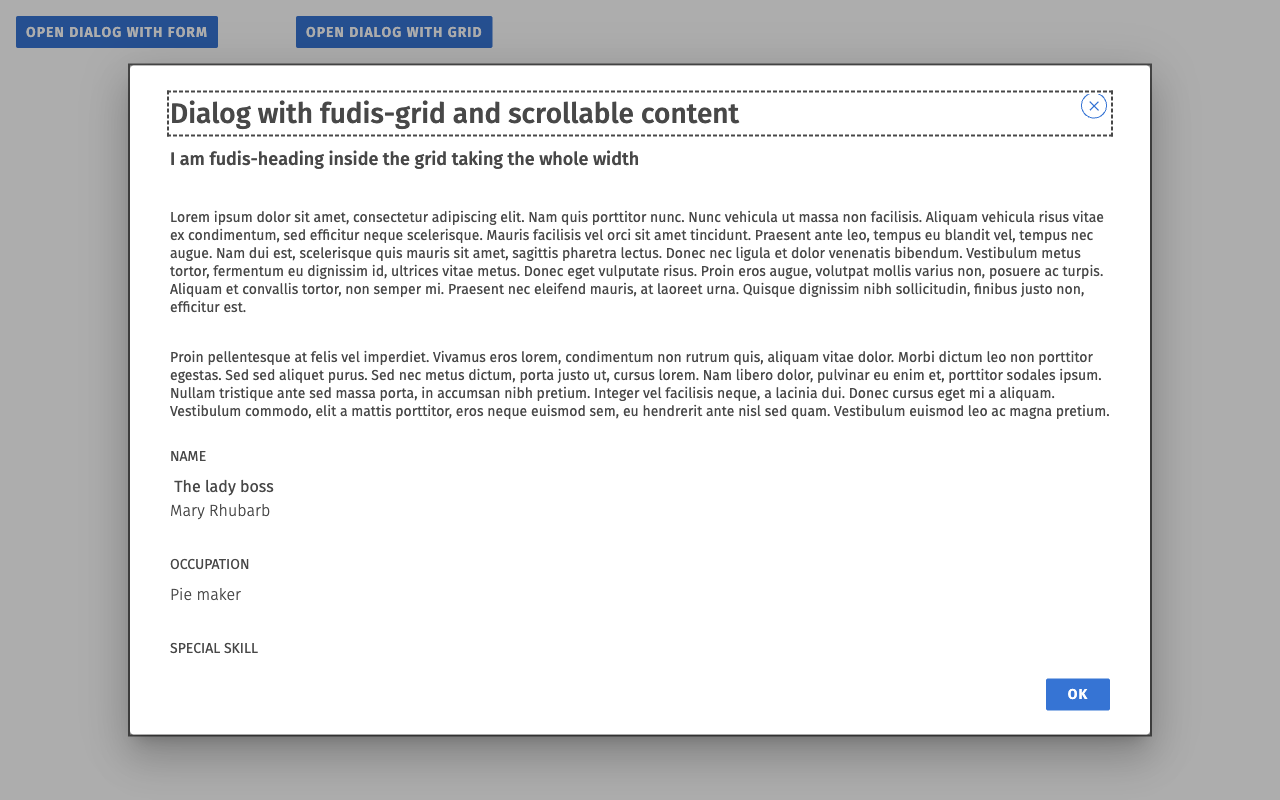 OPEN DIALOG WITH FORM
OPEN DIALOG WITH GRID
Dialog with fudis-grid and scrollable content
I am fudis-heading inside the grid taking the whole width
Lorem ipsum dolor sit amet, consectetur adipiscing elit. Nam quis porttitor nunc. Nunc vehicula ut massa non facilisis. Aliquam vehicula risus vitae
ex condimentum, sed efficitur neque scelerisque. Mauris facilisis vel orci sit amet tincidunt. Praesent ante leo, tempus eu blandit vel, tempus nec
augue. Nam dui est, scelerisque quis mauris sit amet, sagittis pharetra lectus. Donec nec ligula et dolor venenatis bibendum. Vestibulum metus
tortor, fermentum eu dignissim id, ultrices vitae metus. Donec eget vulputate risus. Proin eros augue, volutpat mollis varius non, posuere ac turpis.
Aliquam et convallis tortor, non semper mi. Praesent nec eleifend mauris, at laoreet urna. Quisque dignissim nibh sollicitudin, finibus justo non,
efficitur est.
Proin pellentesque at felis vel imperdiet. Vivamus eros lorem, condimentum non rutrum quis, aliquam vitae dolor. Morbi dictum leo non porttitor
egestas. Sed sed aliquet purus. Sed nec metus dictum, porta justo ut, cursus lorem. Nam libero dolor, pulvinar eu enim et, porttitor sodales ipsum.
Nullam tristique ante sed massa porta, in accumsan nibh pretium. Integer vel facilisis neque, a lacinia dui. Donec cursus eget mi a aliquam.
Vestibulum commodo, elit a mattis porttitor, eros neque euismod sem, eu hendrerit ante nisl sed quam. Vestibulum euismod leo ac magna pretium.
NAME
The lady boss
Mary Rhubarb
OCCUPATION
Pie maker
SPECIAL SKILL
OK